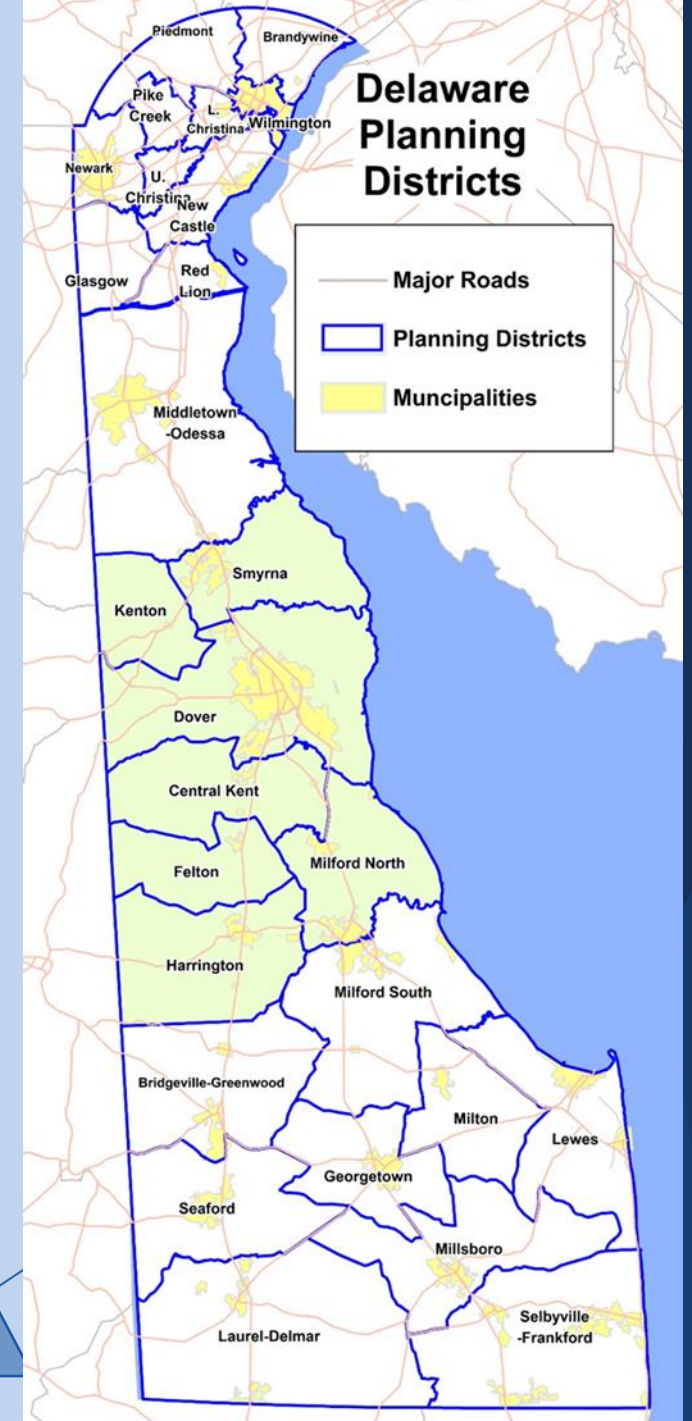 Delaware
Planning
Districts
Major Roads
Planning Districts
Muncipalities
Piedmont
Brandywine
Pike
Creek
L.
Christina
Wilmington
Newark
U.
Christina
New
Castle
Glasgow
Red
Lion
Middletown
-Odessa
Smyrna
Kenton
Dover
Central Kent
Felton
Milford North
Harrington
Milford South
Bridgeville-Greenwood
Milton
Lewes
Georgetown
Seaford
Millsboro
Selbyville
-Frankford
Laurel-Delmar